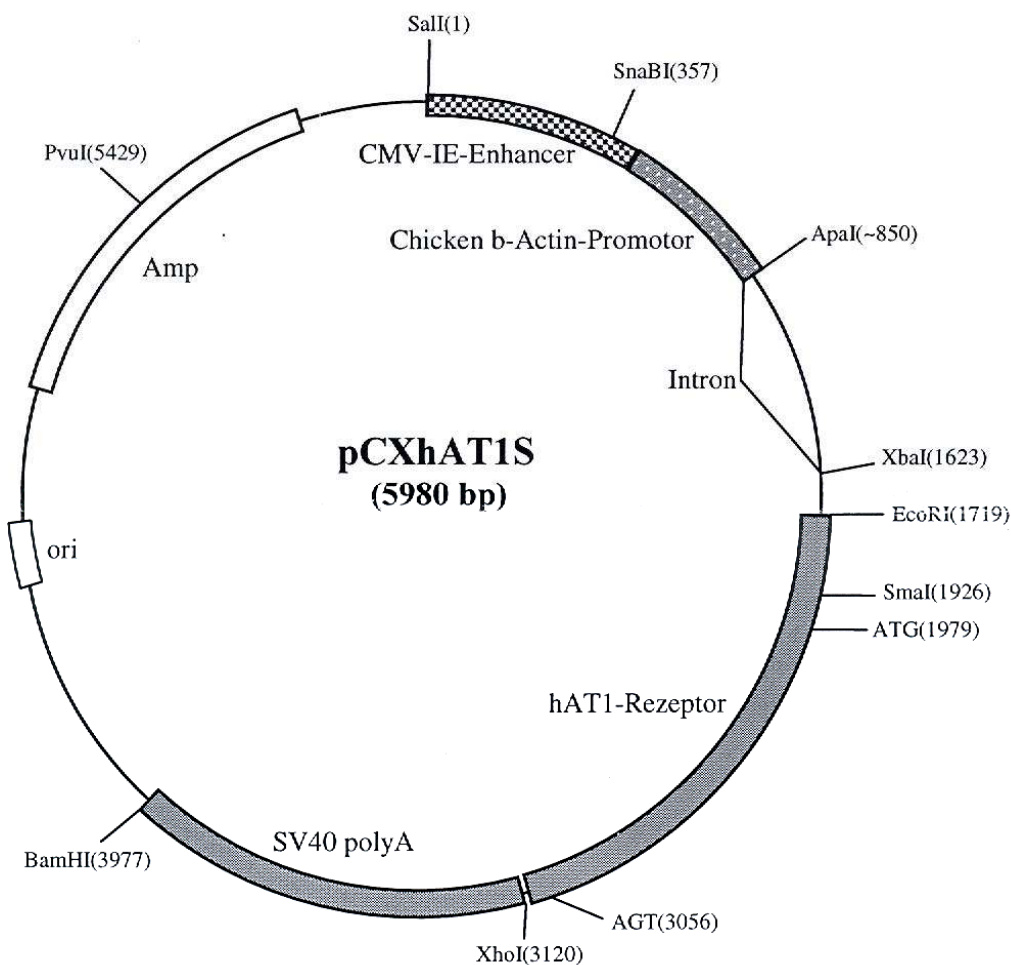 SalI(1)
SnaBI(357)
PvuI(5429)
CMV-IE-Enhancer
Chicken b-Actin-Promotor
ApaI(~850)
Amp
Intron
pCXhAT1S
(5980 bp)
XbaI(1623)
EcoRI(1719)
ori
SmaI(1926)
ATG(1979)
hAT1-Rezeptor
SV40 polyA
BamHI(3977)
AGT(3056)
XhoI(3120)